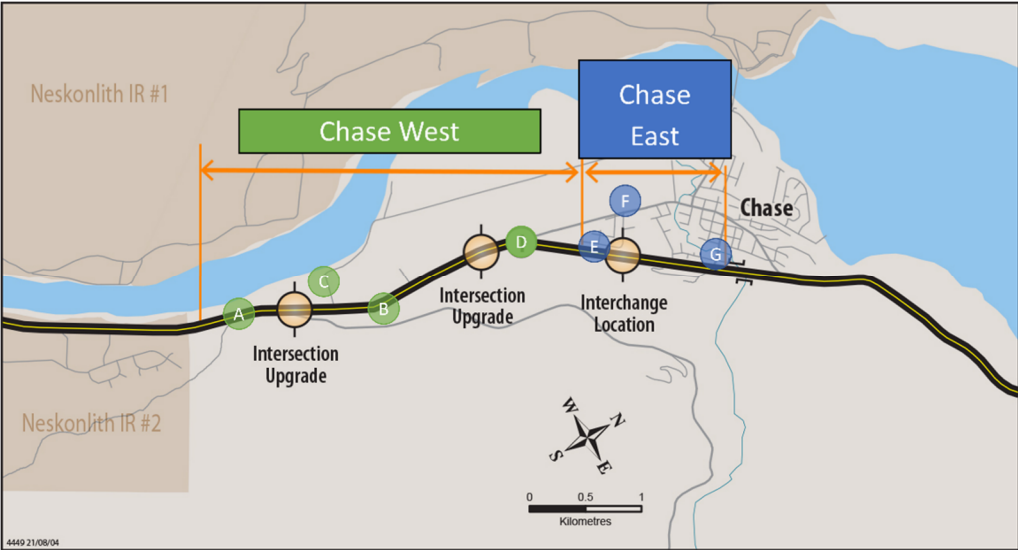 Neskonlith IR #1
Chase West
Chase
East
Chase
F
D
E
G
C
A
B
Intersection
Upgrade
Interchange
Location
Intersection
Upgrade
Neskonlith IR #2
W
N
S
E
0 0.5 1
Kilometres
4449 21/08/04